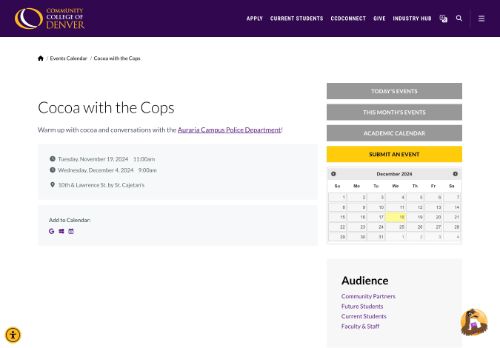 COMMUNITY
COLLEGE OF
DENVER
APPLY CURRENT STUDENTS CCDCONNECT GIVE INDUSTRY HUB
/ Events Calendar / Cocoa with the Cops
Cocoa with the Cops
Warm up with cocoa and conversations with the Auraria Campus Police Department!
Tuesday, November 19, 2024 11:00am
Wednesday, December 4, 2024 9:00am
10th & Lawrence St. by St. Cajetan's
Add to Calendar:
TODAY'S EVENTS
THIS MONTH'S EVENTS
ACADEMIC CALENDAR
SUBMIT AN EVENT
December 2024
Su Mo Tu We Th Fr Sa
1 2 3 4 5 6 7
8 9 10 11 12 13 14
15 16 17 18 19 20 21
22 23 24 25 26 27 28
29 30 31 1 2 3 4
Audience
Community Partners
Future Students
Current Students
Faculty & Staff